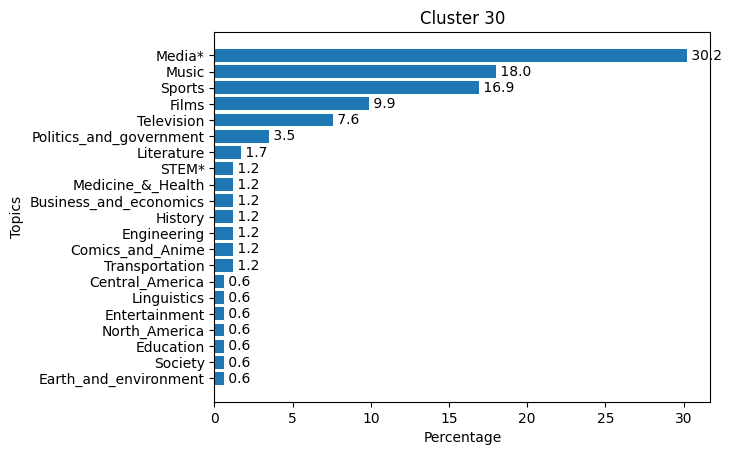 Cluster 30
Media* 30.2
Music 18.0
Sports 16.9
Films 9.9
Television 7.6
Politics_and_government 3.5
Literature 1.7
STEM* 1.2
Medicine_&_Health 1.2
Business_and_economics 1.2
History 1.2
Engineering 1.2
Comics_and_Anime 1.2
Transportation 1.2
Central_America 0.6
Linguistics 0.6
Entertainment 0.6
North_America 0.6
Education 0.6
Society 0.6
Earth_and_environment 0.6
Topics
0 5 10 15 20 25 30
Percentage